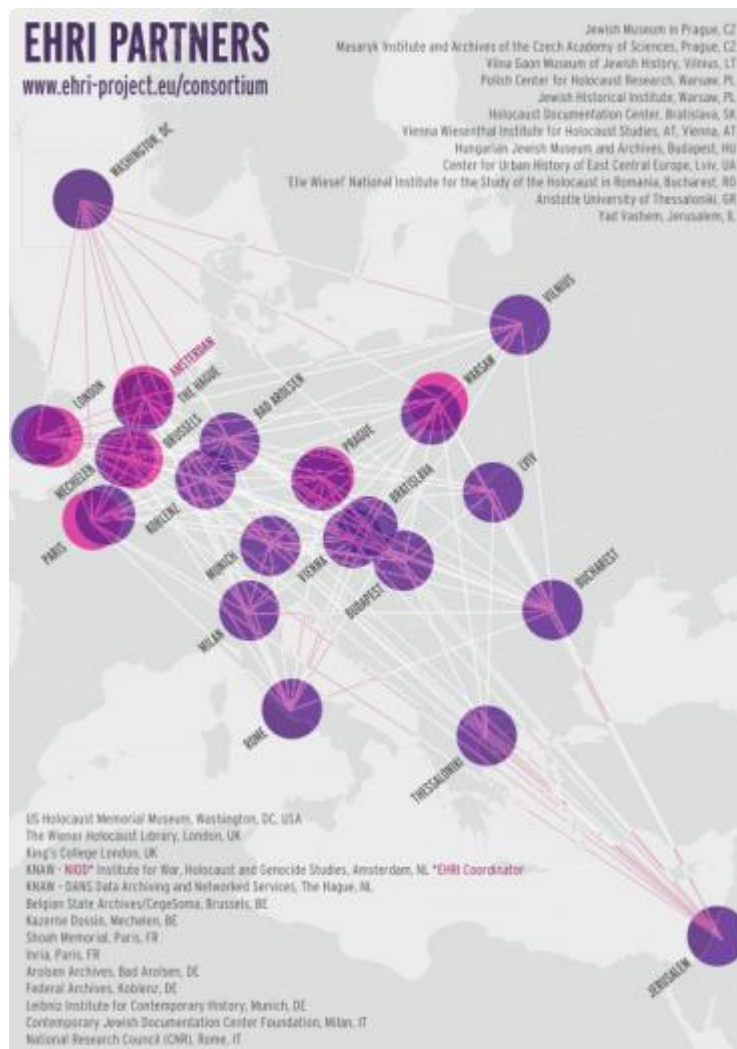 EHRI PARTNERS
www.ehri-project.eu/consortium
Jewish Museum in Prague, CZ
Masaryk Institute and Archives of the Czech Academy of Sciences, Prague, CZ
Vilna Gaon Museum of Jewish History, Vilnius, LT
Polish Center for Holocaust Research, Warsaw, PL
Jewish Historical Institute, Warsaw, PL
Holocaust Documentation Center, Bratislava, SK
Vienna Wiesenthal Institute for Holocaust Studies, AT, Vienna, AT
Hungarian Jewish Museum and Archives, Budapest, HU
Center for Urban History of East Central Europe, Lviv, UA
'Elie Wiesel' National Institute for the Study of the Holocaust in Romania, Bucharest, RO
Aristotle University of Thessaloniki, GR
Yad Vashem, Jerusalem, IL
WASHINGTON, DC
VILNIUS
AMSTERDAM
THE HAGUE
LONDON
BAD AROLSEN
WARSAW
BRUSSELS
PRAGUE
MECHELEN
LVIV
BRATISLAVA
KOBLENZ
PARIS
MUNICH
VIENNA
BUDAPEST
BUCHAREST
MILAN
ROME
THESSALONIKI
JERUSALEM
US Holocaust Memorial Museum, Washington, DC, USA
The Wiener Holocaust Library, London, UK
King's College London, UK
KNAW - NIOD* Institute for War, Holocaust and Genocide Studies, Amsterdam, NL *EHRI Coordinator
KNAW - DANS Data Archiving and Networked Services, The Hague, NL
Belgian State Archives/CegeSoma, Brussels, BE
Kazerne Dossin, Mechelen, BE
Shoah Memorial, Paris, FR
Inria, Paris, FR
Arolsen Archives, Bad Arolsen, DE
Federal Archives, Koblenz, DE
Leibniz Institute for Contemporary History, Munich, DE
Contemporary Jewish Documentation Center Foundation, Milan, IT
National Research Council (CNR), Rome, IT